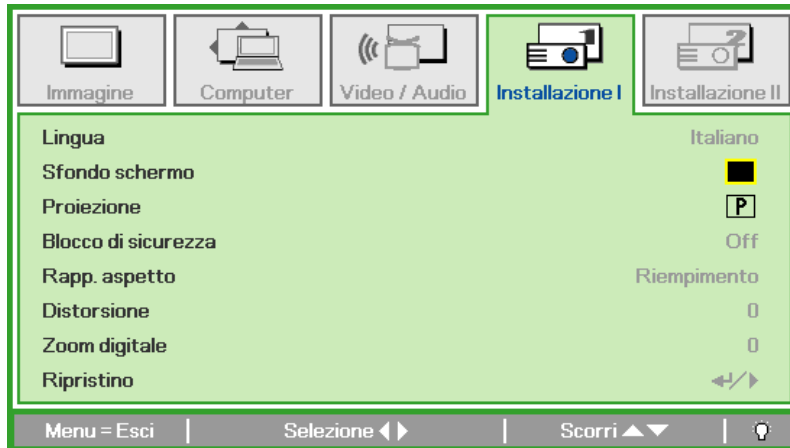 Immagine
Computer
Video / Audio
Installazione I
Installazione II
Lingua Italiano
Sfondo schermo
Proiezione P
Blocco di sicurezza Off
Rapp. aspetto Riempimento
Distorsione 0
Zoom digitale 0
Ripristino
Menu = Esci Selezione Scorri